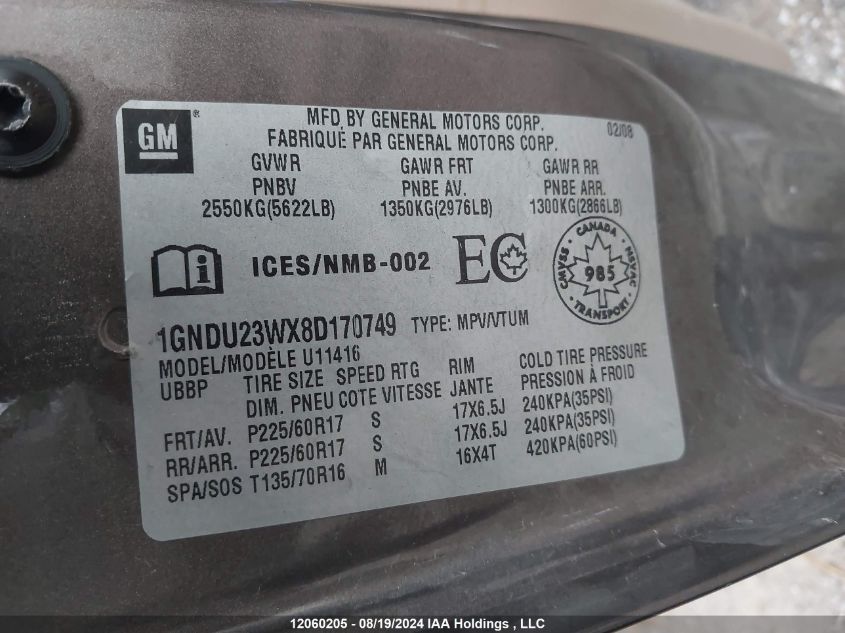 MFD BY GENERAL MOTORS CORP. 02/08
FABRIQUÉ PAR GENERAL MOTORS CORP.
GM®
GVWR GAWR FRT GAWR RR
PNBV PNBE AV. PNBE ARR.
2550KG(5622LB) 1350KG(2976LB) 1300KG(2866LB)
i ICES/NMB-002 EC
CANADA
CMVSS 985 NSVAC
TRANSPORT
1GNDU23WX8D170749 TYPE: MPV/VTUM
MODEL/MODÈLE U11416
UBBP TIRE SIZE SPEED RTG RIM COLD TIRE PRESSURE
DIM. PNEU COTE VITESSE JANTE PRESSION À FROID
FRT/AV. P225/60R17 S 17X6.5J 240KPA(35PSI)
RR/ARR. P225/60R17 S 17X6.5J 240KPA(35PSI)
SPA/SOS T135/70R16 M 16X4T 420KPA(60PSI)
12060205 - 08/19/2024 IAA Holdings , LLC